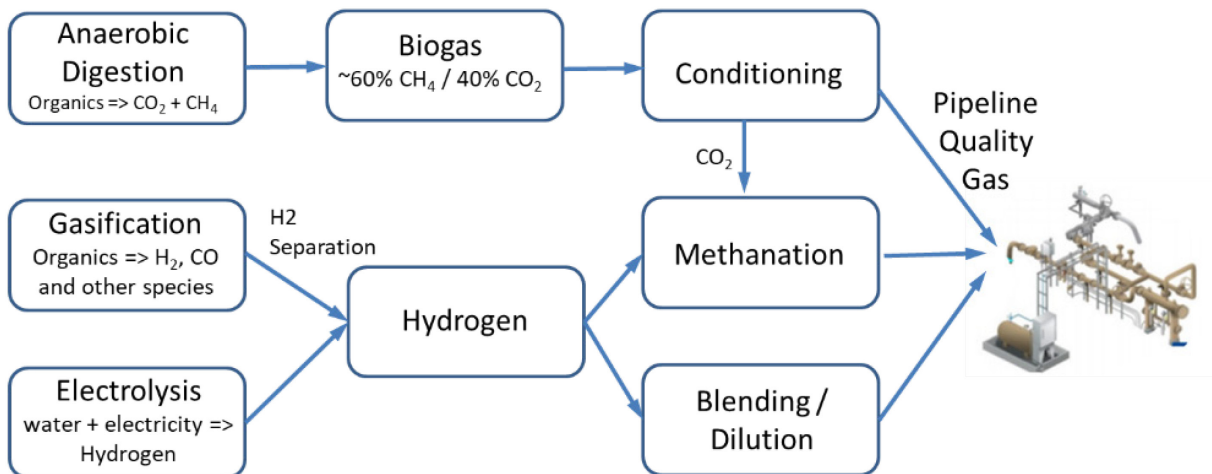 Anaerobic
Digestion
Organics => CO₂ + CH₄
Biogas
~60% CH₄ / 40% CO₂
Conditioning
Pipeline
Quality
Gas
CO₂
Gasification
Organics => H₂, CO
and other species
H2
Separation
Methanation
Hydrogen
Electrolysis
water + electricity =>
Hydrogen
Blending /
Dilution